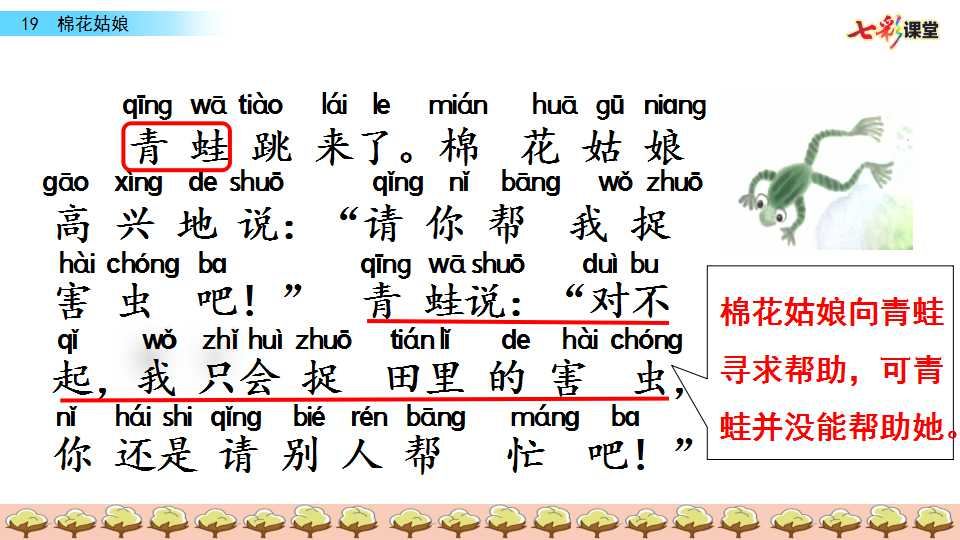 19 棉花姑娘
七彩课堂
qīng wā tiào lái le mián huā gū niang
青蛙跳来了。棉花姑娘
gāo xìng de shuō qǐng nǐ bāng wǒ zhuō
高兴地说：“请你帮我捉
hài chóng ba qīng wā shuō duì bu
害虫吧！”青蛙说：“对不
qǐ wǒ zhǐ huì zhuō tián lǐ de hài chóng
起，我只会捉田里的害虫，
nǐ hái shi qǐng bié rén bāng máng ba
你还是请别人帮忙吧！”
棉花姑娘向青蛙
寻求帮助，可青
蛙并没能帮助她。